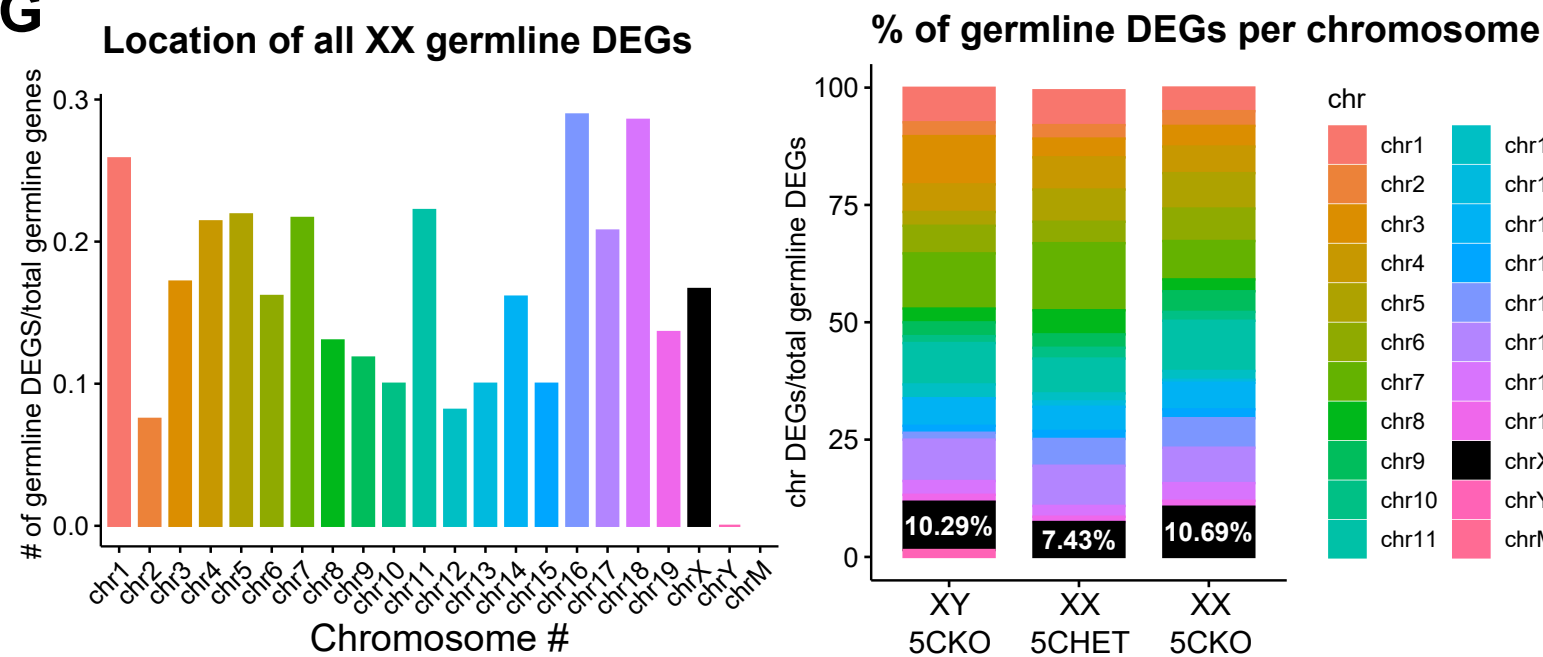 G
Location of all XX germline DEGs
# of germline DEGS/total germline genes
0.3
0.2
0.1
0.0
chr1 chr2 chr3 chr4 chr5 chr6 chr7 chr8 chr9 chr10 chr11 chr12 chr13 chr14 chr15 chr16 chr17 chr18 chr19 chrX chrY chrM
Chromosome #
% of germline DEGs per chromosome
chr DEGs/total germline DEGs
100
75
50
25
0
10.29% 7.43% 10.69%
XY XX XX
5CKO 5CHET 5CKO
chr
chr1
chr2
chr3
chr4
chr5
chr6
chr7
chr8
chr9
chr10
chr11